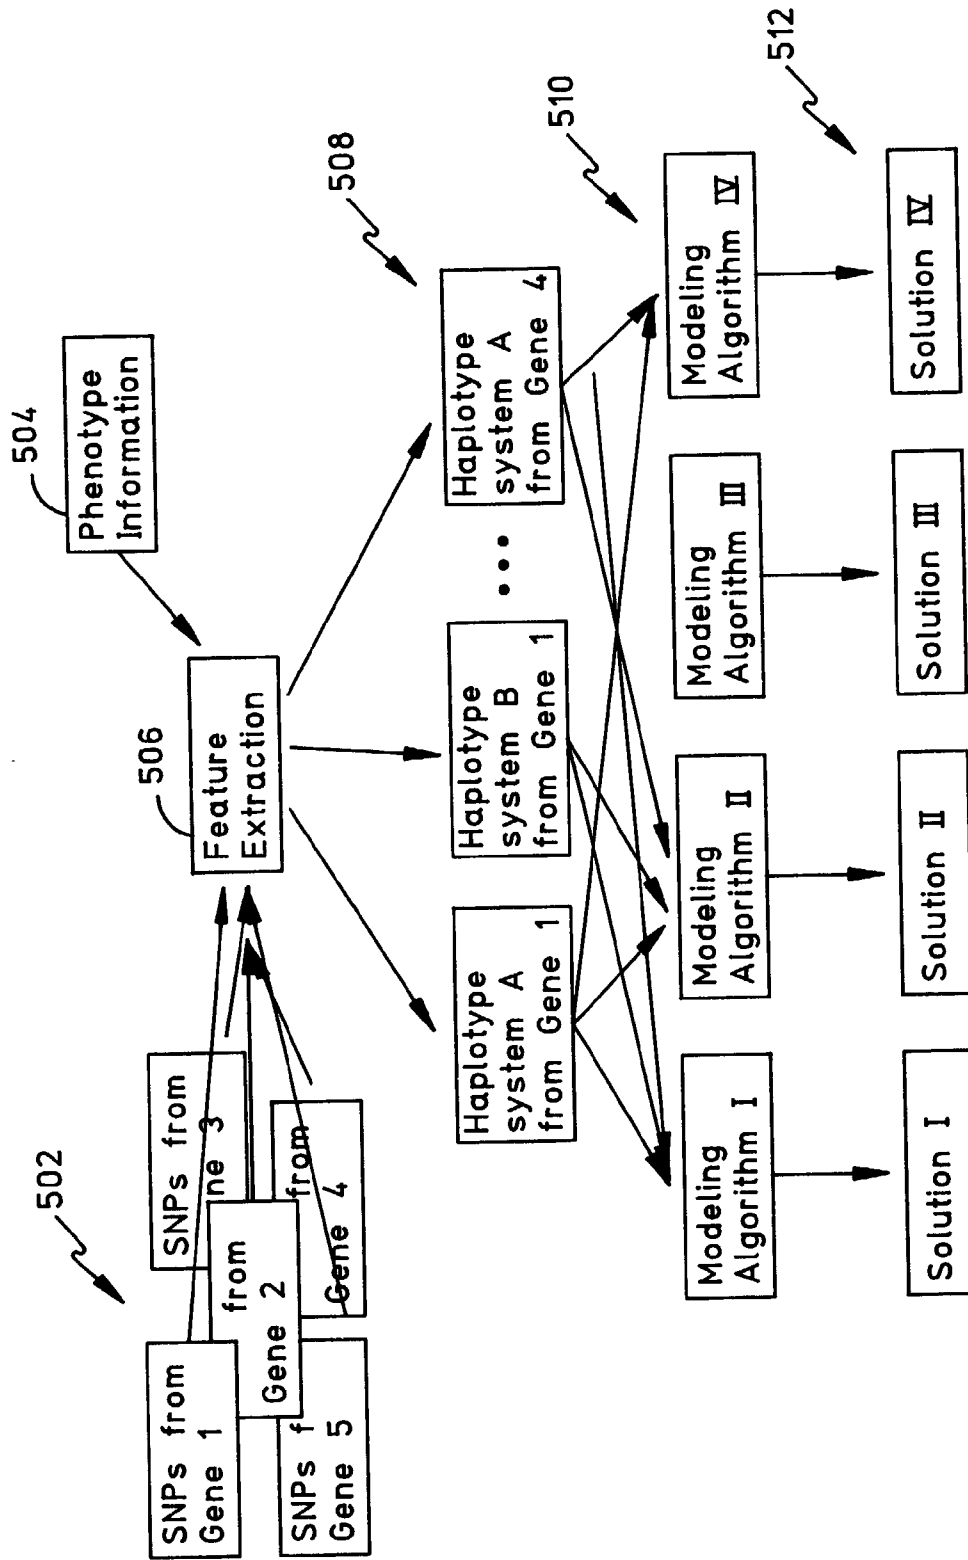 502
SNPs from
Gene 1
SNPs from
ne 3
from
Gene 2
from
Gene 4
SNPs f
Gene 5
504
Phenotype
Information
506
Feature
Extraction
508
Haplotype
system A
from Gene 1
Haplotype
system B
from Gene 1
•••
Haplotype
system A
from Gene 4
510
Modeling
Algorithm I
Modeling
Algorithm II
Modeling
Algorithm III
Modeling
Algorithm IV
512
Solution I
Solution II
Solution III
Solution IV